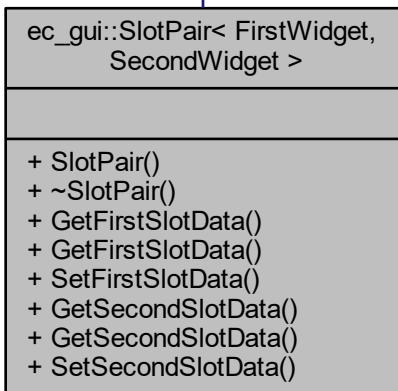 ec_gui::SlotPair< FirstWidget,
SecondWidget >
+ SlotPair()
+ ~SlotPair()
+ GetFirstSlotData()
+ GetFirstSlotData()
+ SetFirstSlotData()
+ GetSecondSlotData()
+ GetSecondSlotData()
+ SetSecondSlotData()